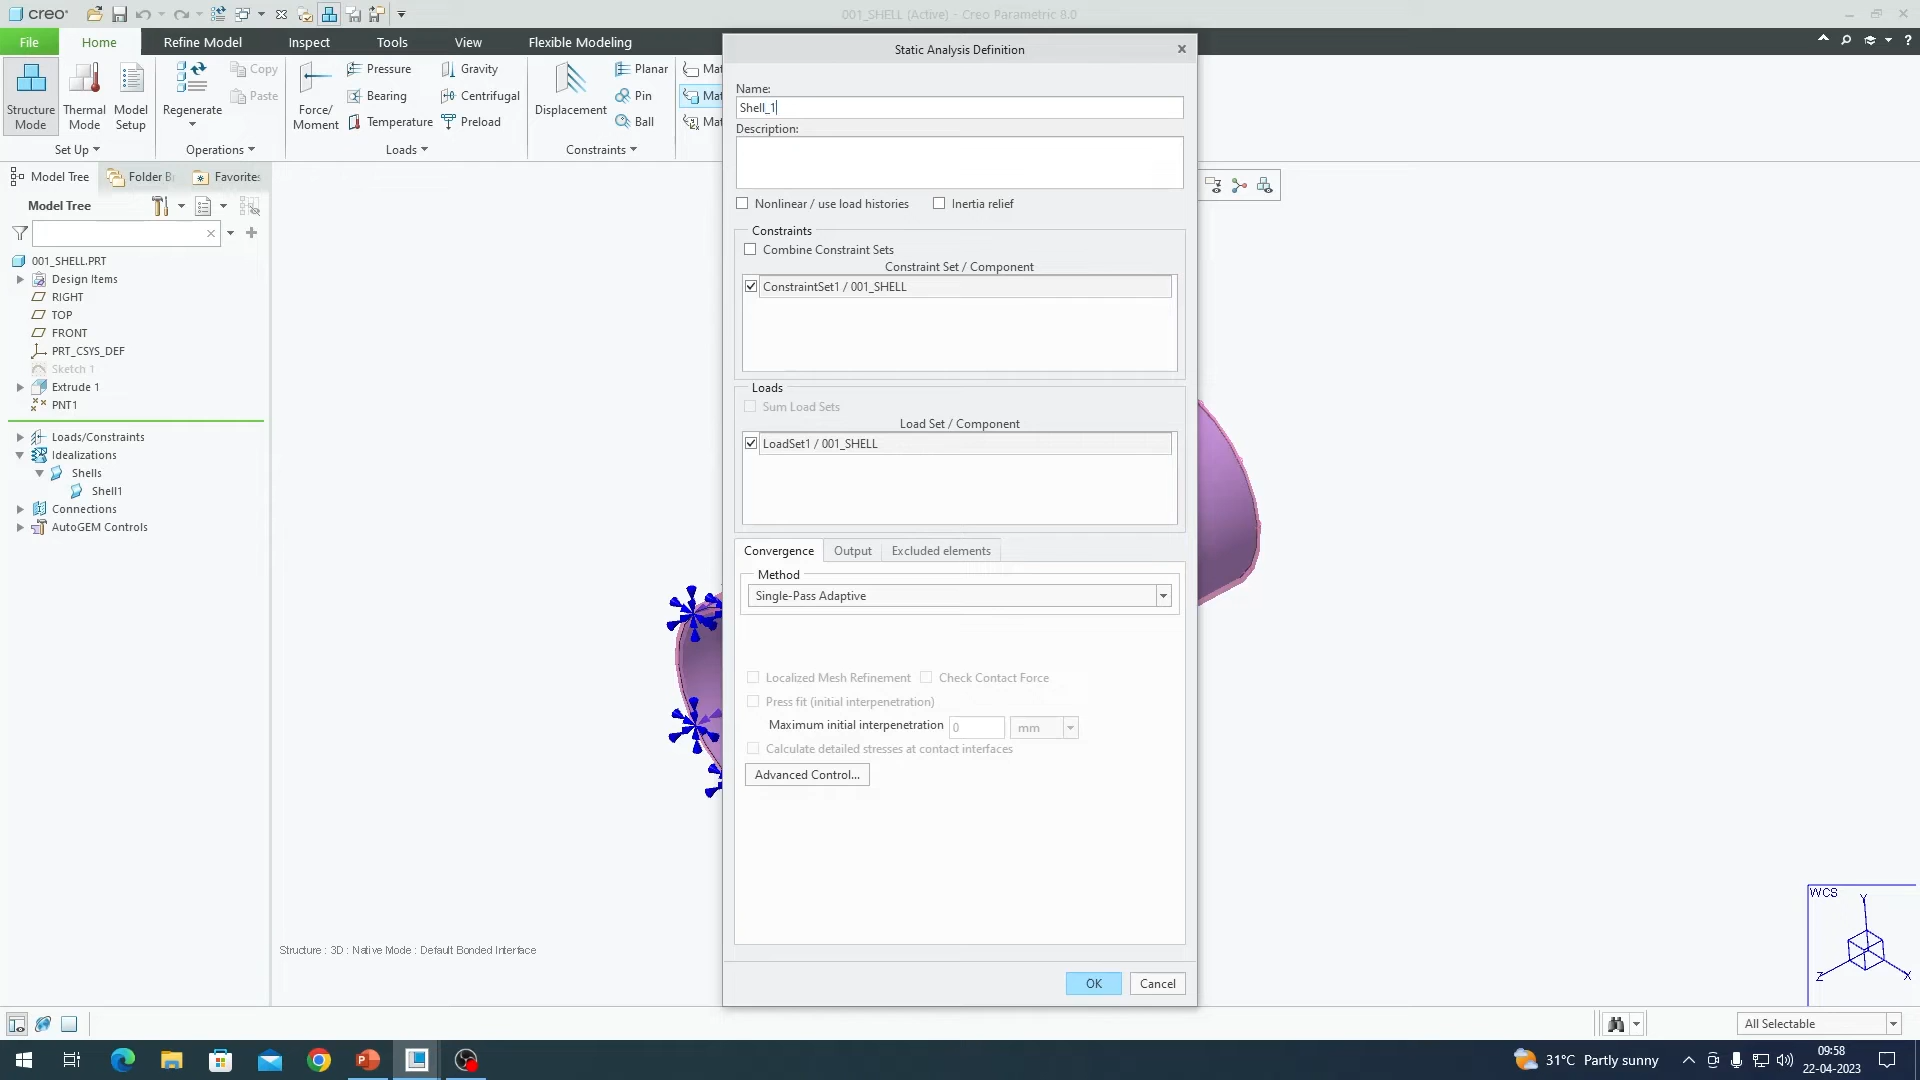 creo
001_SHELL (Active) - Creo Parametric 8.0
File Home Refine Model Inspect Tools View Flexible Modeling
Structure Mode
Thermal Mode
Model Setup
Set Up
Regenerate
Copy
Paste
Operations
Force/ Moment
Pressure
Bearing
Temperature
Gravity
Centrifugal
Preload
Loads
Displacement
Planar
Pin
Ball
Constraints
Mat
Mat
Mat
Model Tree Folder B Favorites
Model Tree
001_SHELL.PRT
Design Items
RIGHT
TOP
FRONT
PRT_CSYS_DEF
Sketch 1
Extrude 1
PNT1
Loads/Constraints
Idealizations
Shells
Shell1
Connections
AutoGEM Controls
Static Analysis Definition
Name:
Shell_1
Description:
Nonlinear / use load histories Inertia relief
Constraints
Combine Constraint Sets
Constraint Set / Component
ConstraintSet1 / 001_SHELL
Loads
Sum Load Sets
Load Set / Component
LoadSet1 / 001_SHELL
Convergence Output Excluded elements
Method
Single-Pass Adaptive
Localized Mesh Refinement Check Contact Force
Press fit (initial interpenetration)
Maximum initial interpenetration 0 mm
Calculate detailed stresses at contact interfaces
Advanced Control...
OK Cancel
Structure : 3D : Native Mode : Default Bonded Interface
WCS
Y
Z
X
All Selectable
31°C Partly sunny
09:58
22-04-2023